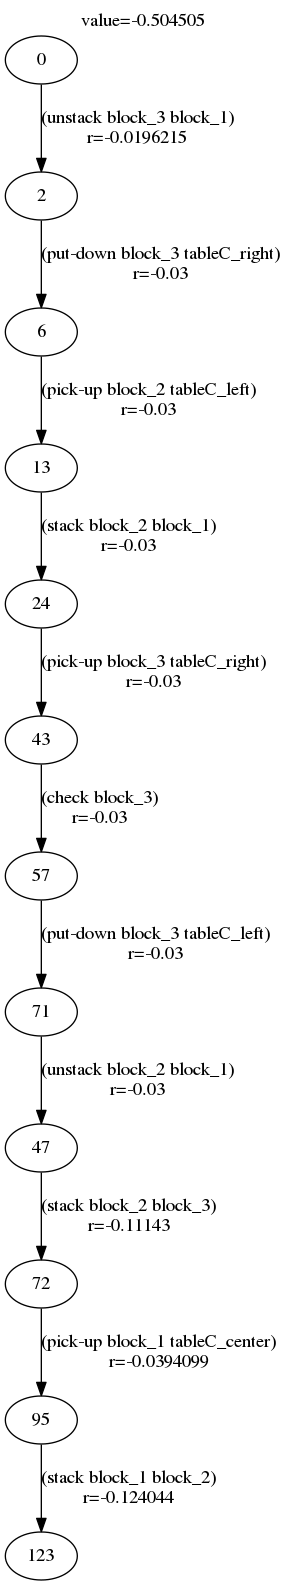 value=-0.504505
0
(unstack block_3 block_1)
r=-0.0196215
2
(put-down block_3 tableC_right)
r=-0.03
6
(pick-up block_2 tableC_left)
r=-0.03
13
(stack block_2 block_1)
r=-0.03
24
(pick-up block_3 tableC_right)
r=-0.03
43
(check block_3)
r=-0.03
57
(put-down block_3 tableC_left)
r=-0.03
71
(unstack block_2 block_1)
r=-0.03
47
(stack block_2 block_3)
r=-0.11143
72
(pick-up block_1 tableC_center)
r=-0.0394099
95
(stack block_1 block_2)
r=-0.124044
123